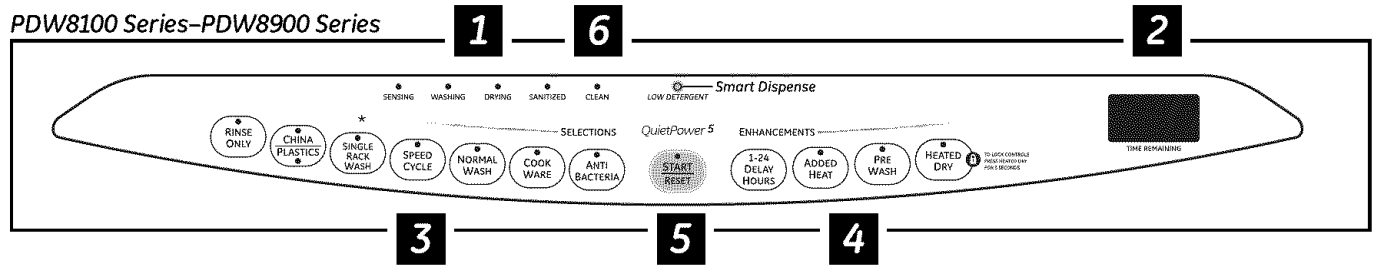 PDW8100 Series–PDW8900 Series
1
6
2
SENSING
WASHING
DRYING
SANITIZED
CLEAN
LOW DETERGENT
Smart Dispense
*
SELECTIONS
QuietPower 5
ENHANCEMENTS
RINSE
ONLY
CHINA
PLASTICS
SINGLE
RACK
WASH
SPEED
CYCLE
NORMAL
WASH
COOK
WARE
ANTI
BACTERIA
START
RESET
1-24
DELAY
HOURS
ADDED
HEAT
PRE
WASH
HEATED
DRY
TO LOCK CONTROLS
PRESS HEATED DRY
FOR 3 SECONDS
TIME REMAINING
3
5
4